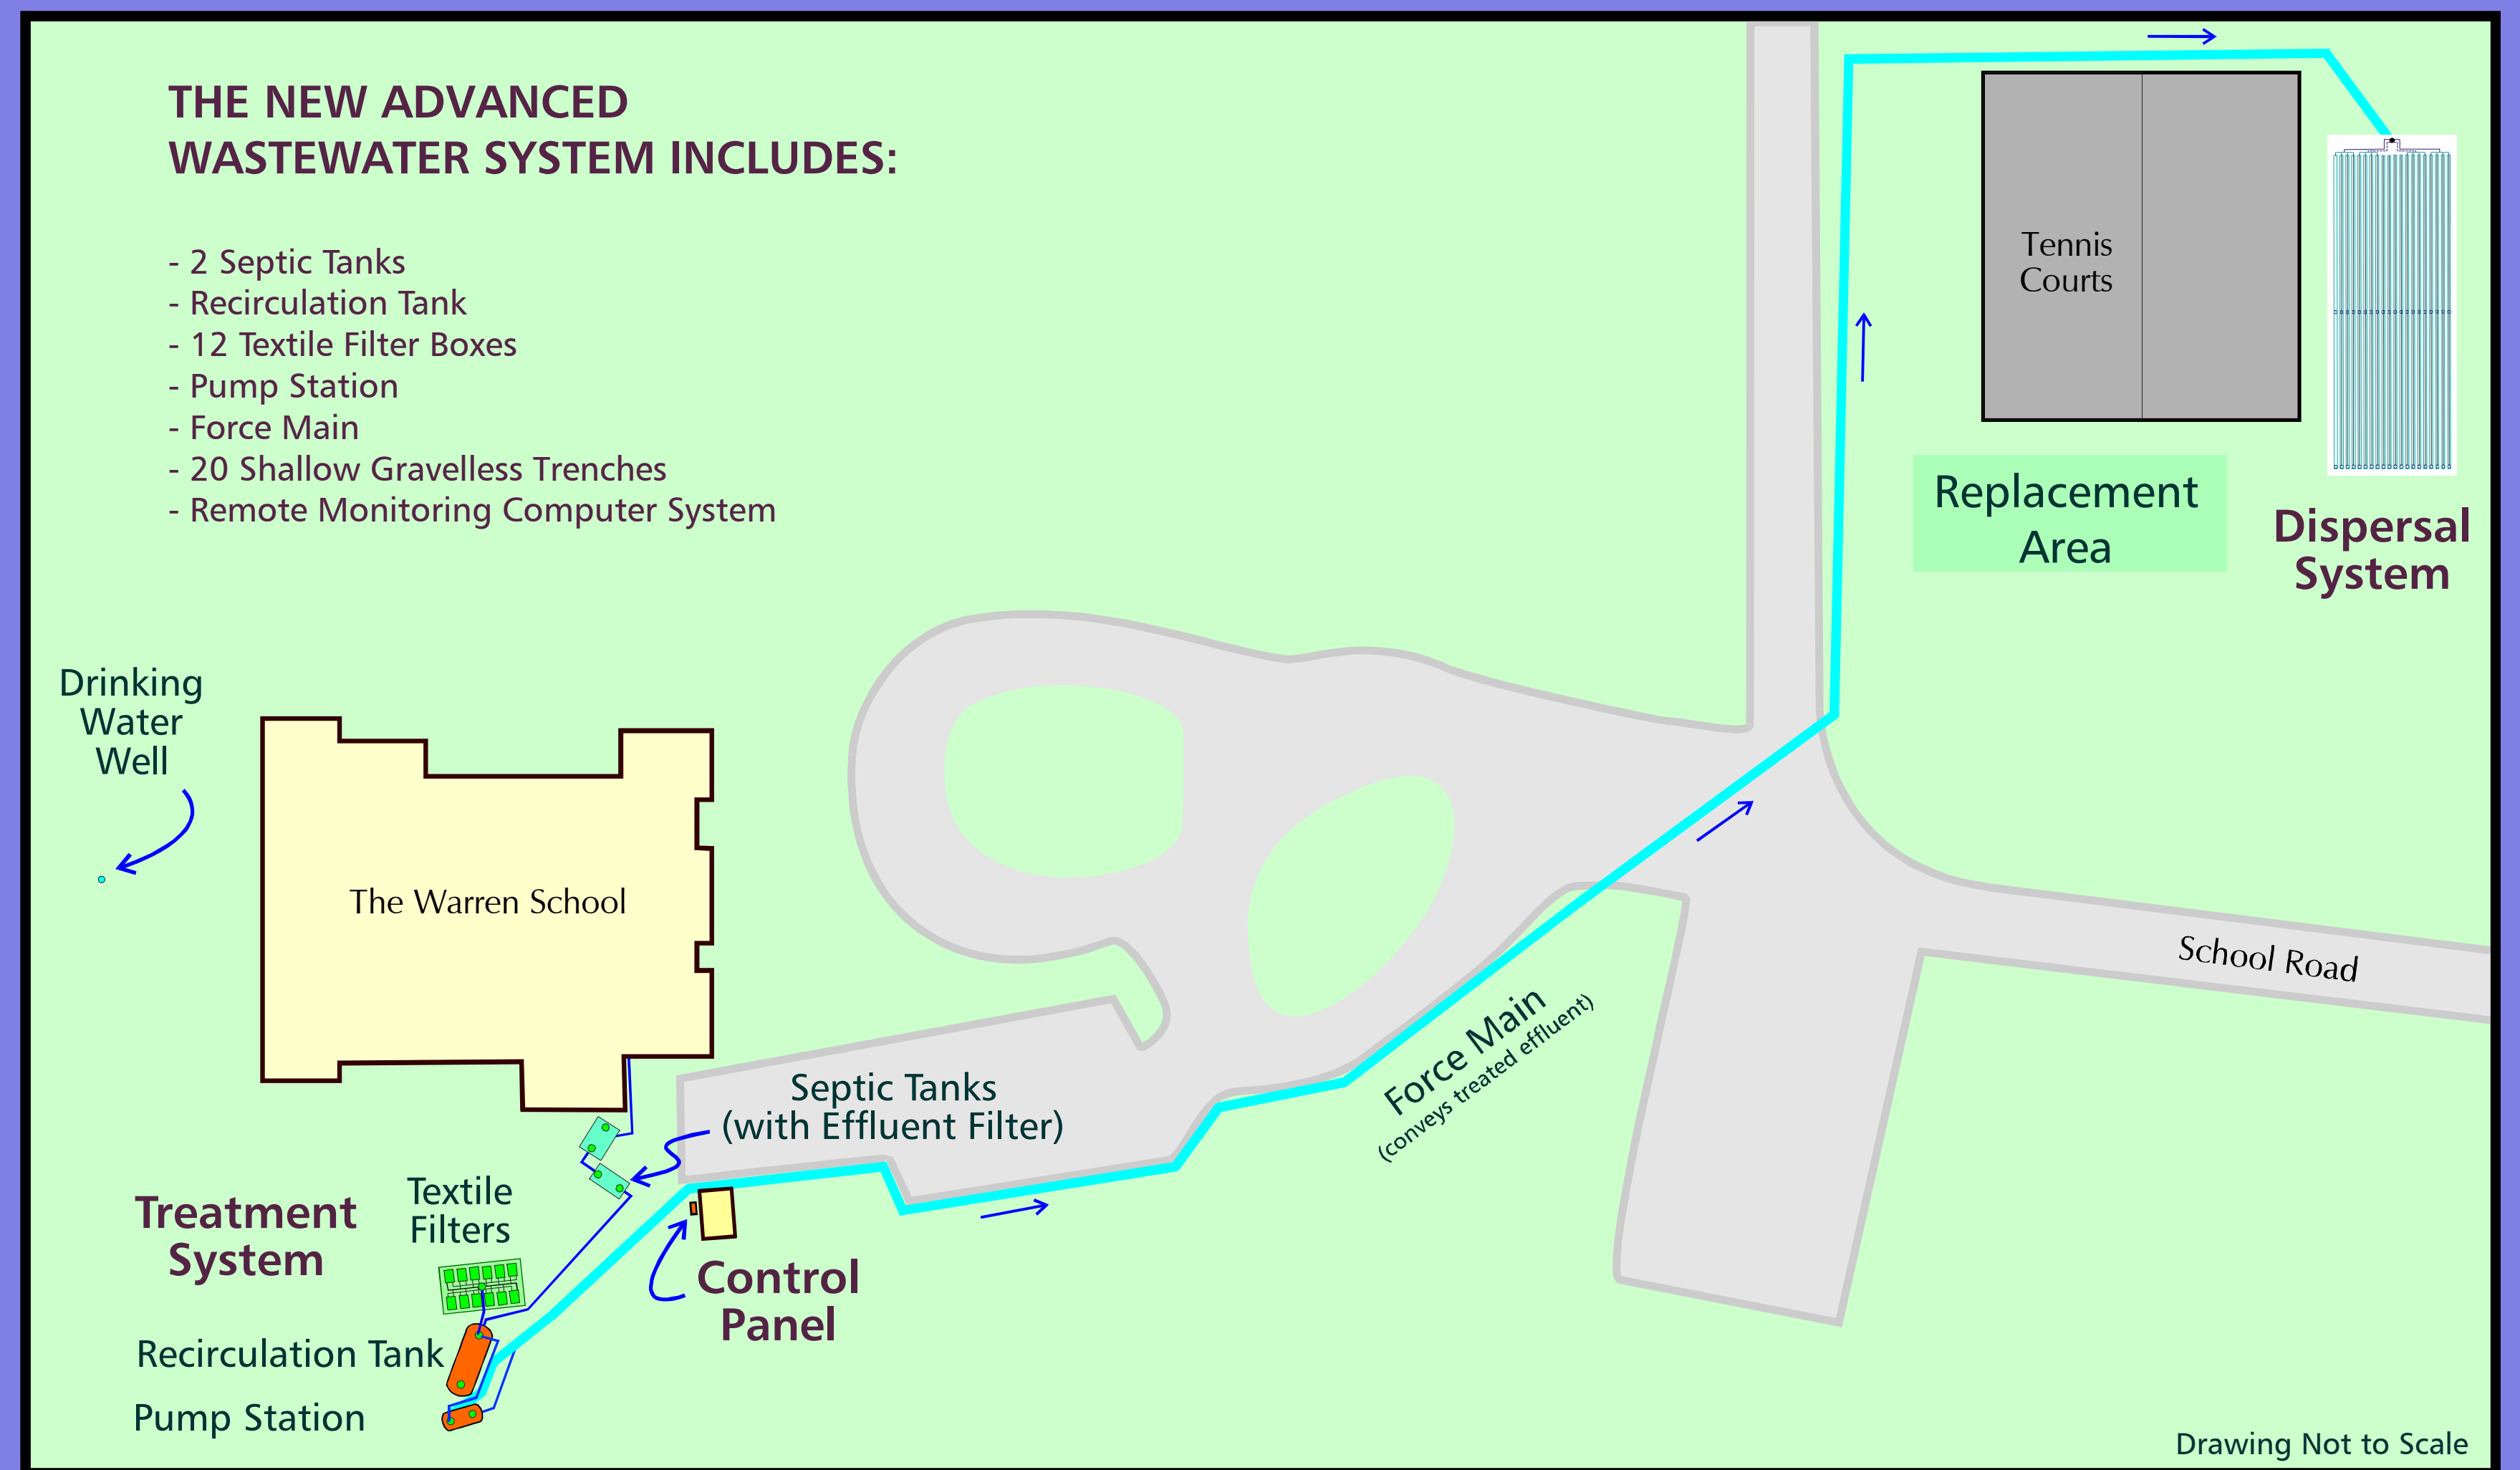 THE NEW ADVANCED
WASTEWATER SYSTEM INCLUDES:
- 2 Septic Tanks
- Recirculation Tank
- 12 Textile Filter Boxes
- Pump Station
- Force Main
- 20 Shallow Gravelless Trenches
- Remote Monitoring Computer System
Tennis
Courts
Replacement
Area
Dispersal
System
Drinking
Water
Well
The Warren School
School Road
Force Main
(conveys treated effluent)
Septic Tanks
(with Effluent Filter)
Treatment
System
Textile
Filters
Control
Panel
Recirculation Tank
Pump Station
Drawing Not to Scale